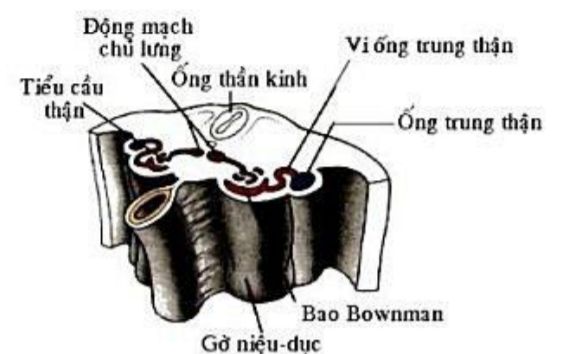 Động mạch
chủ lưng
Vi ống trung thận
Ống thần kinh
Tiểu cầu
thận
Ống trung thận
Bao Bownman
Gờ niệu-dục